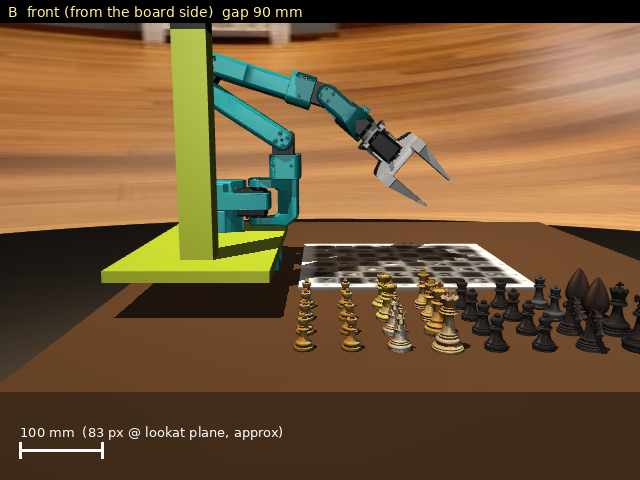 B  front (from the board side)  gap 90 mm
100 mm  (83 px @ lookat plane, approx)